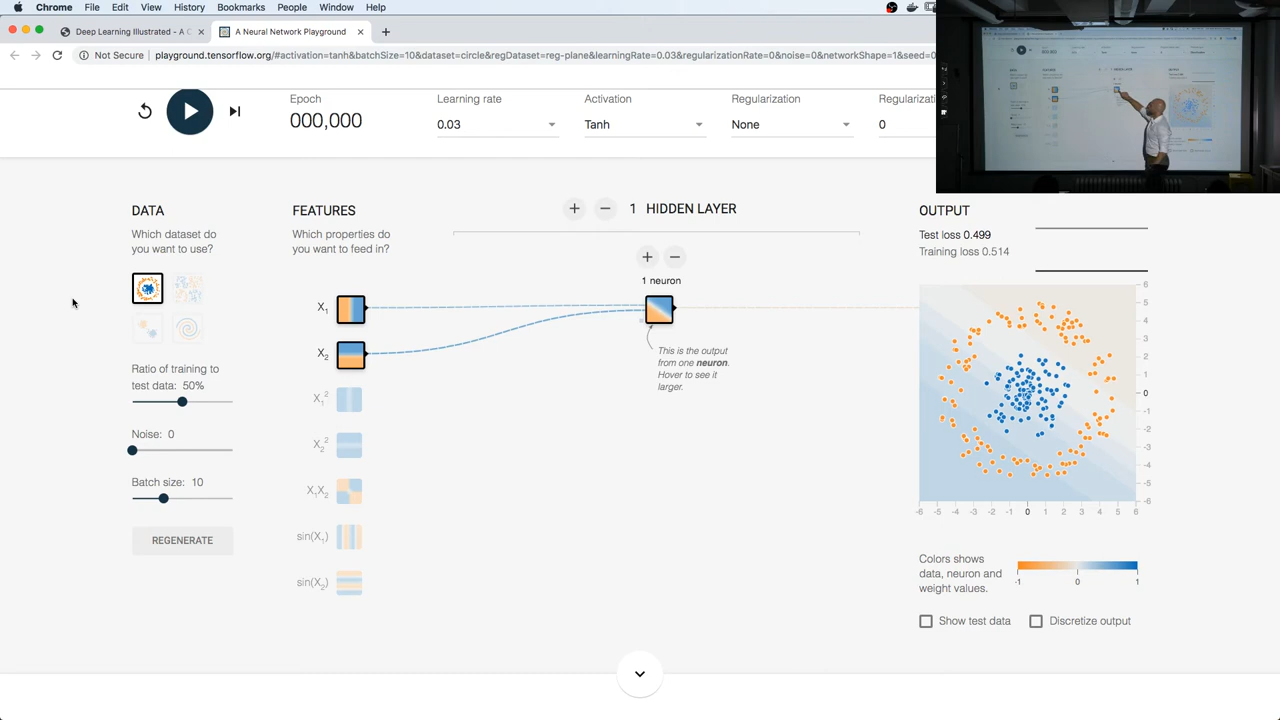 Chrome File Edit View History Bookmarks People Window Help
Deep Learning Illustrated - A C
A Neural Network Playground
Not Secure playground.tensorflow.org/#activation=tanh&batchSize=10&dataset=circle&regDataset=reg-plane&learningRate=0.03&regularizationRate=0&noise=0&networkShape=1&seed=0
Epoch
000,000
Learning rate
0.03
Activation
Tanh
Regularization
None
Regularizati
0
DATA
Which dataset do
you want to use?
Ratio of training to
test data: 50%
Noise: 0
Batch size: 10
REGENERATE
FEATURES
Which properties do
you want to feed in?
X1
X2
X1²
X2²
X1X2
sin(X1)
sin(X2)
+ − 1 HIDDEN LAYER
+ −
1 neuron
This is the output
from one neuron.
Hover to see it
larger.
OUTPUT
Test loss 0.499
Training loss 0.514
6
5
4
3
2
1
0
-1
-2
-3
-4
-5
-6
-6 -5 -4 -3 -2 -1 0 1 2 3 4 5 6
Colors shows
data, neuron and
weight values.
-1 0 1
Show test data
Discretize output